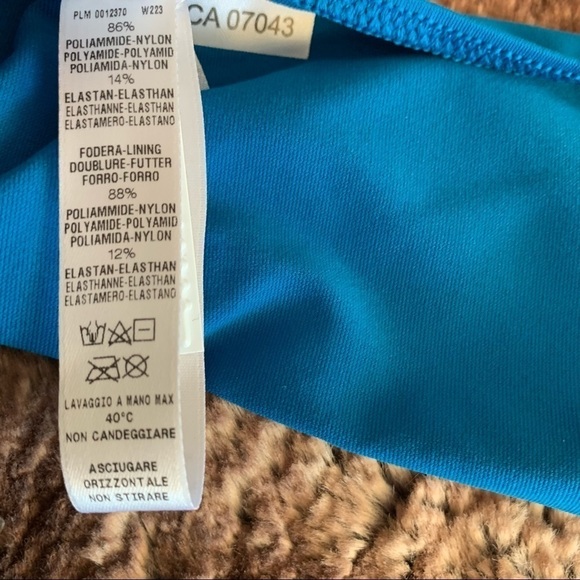 PLM 0012370 W223
86%
POLIAMMIDE-NYLON
POLYAMIDE-POLYAMID
POLIAMIDA-NYLON
14%
ELASTAN-ELASTHAN
ELASTHANNE-ELASTHAN
ELASTAMERO-ELASTANO
FODERA-LINING
DOUBLURE-FUTTER
FORRO-FORRO
88%
POLIAMMIDE-NYLON
POLYAMIDE-POLYAMID
POLIAMIDA-NYLON
12%
ELASTAN-ELASTHAN
ELASTHANNE-ELASTHAN
ELASTAMERO-ELASTANO
LAVAGGIO A MANO MAX
40°C
NON CANDEGGIARE
ASCIUGARE
ORIZZONTALE
NON STIRARE
CA 07043